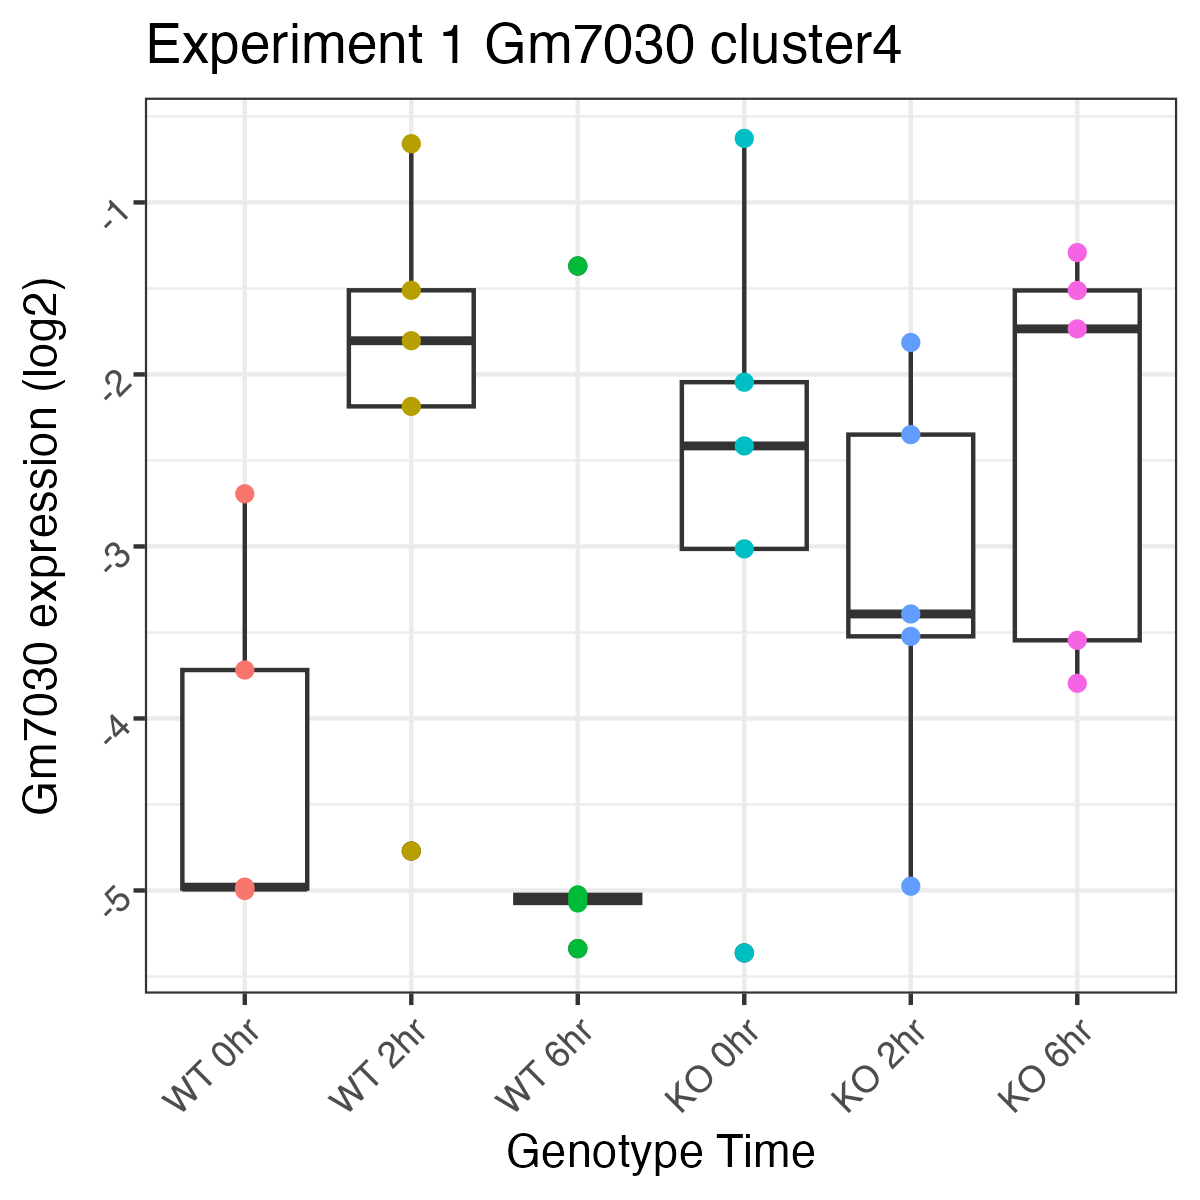 Experiment 1 Gm7030 cluster4
Gm7030 expression (log2)
-1
-2
-3
-4
-5
WT 0hr
WT 2hr
WT 6hr
KO 0hr
KO 2hr
KO 6hr
Genotype Time